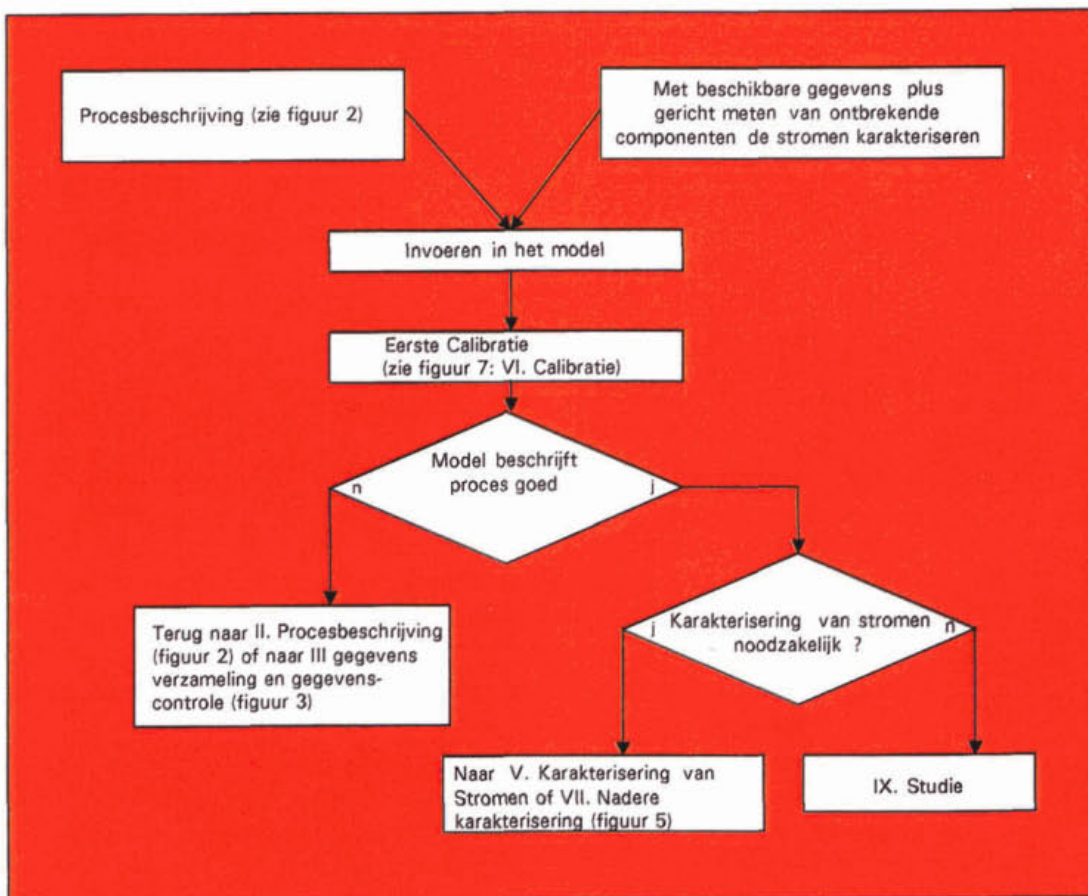 Procesbeschrijving (zie figuur 2)
Met beschikbare gegevens plus
gericht meten van ontbrekende
componenten de stromen karakteriseren
Invoeren in het model
Eerste Calibratie
(zie figuur 7: VI. Calibratie)
Model beschrijft
proces goed
n
j
Terug naar II. Procesbeschrijving
(figuur 2) of naar III gegevens
verzameling en gegevens-
controle (figuur 3)
j
Karakterisering van stromen
n
noodzakelijk ?
Naar V. Karakterisering van
Stromen of VII. Nadere
karakterisering (figuur 5)
IX. Studie